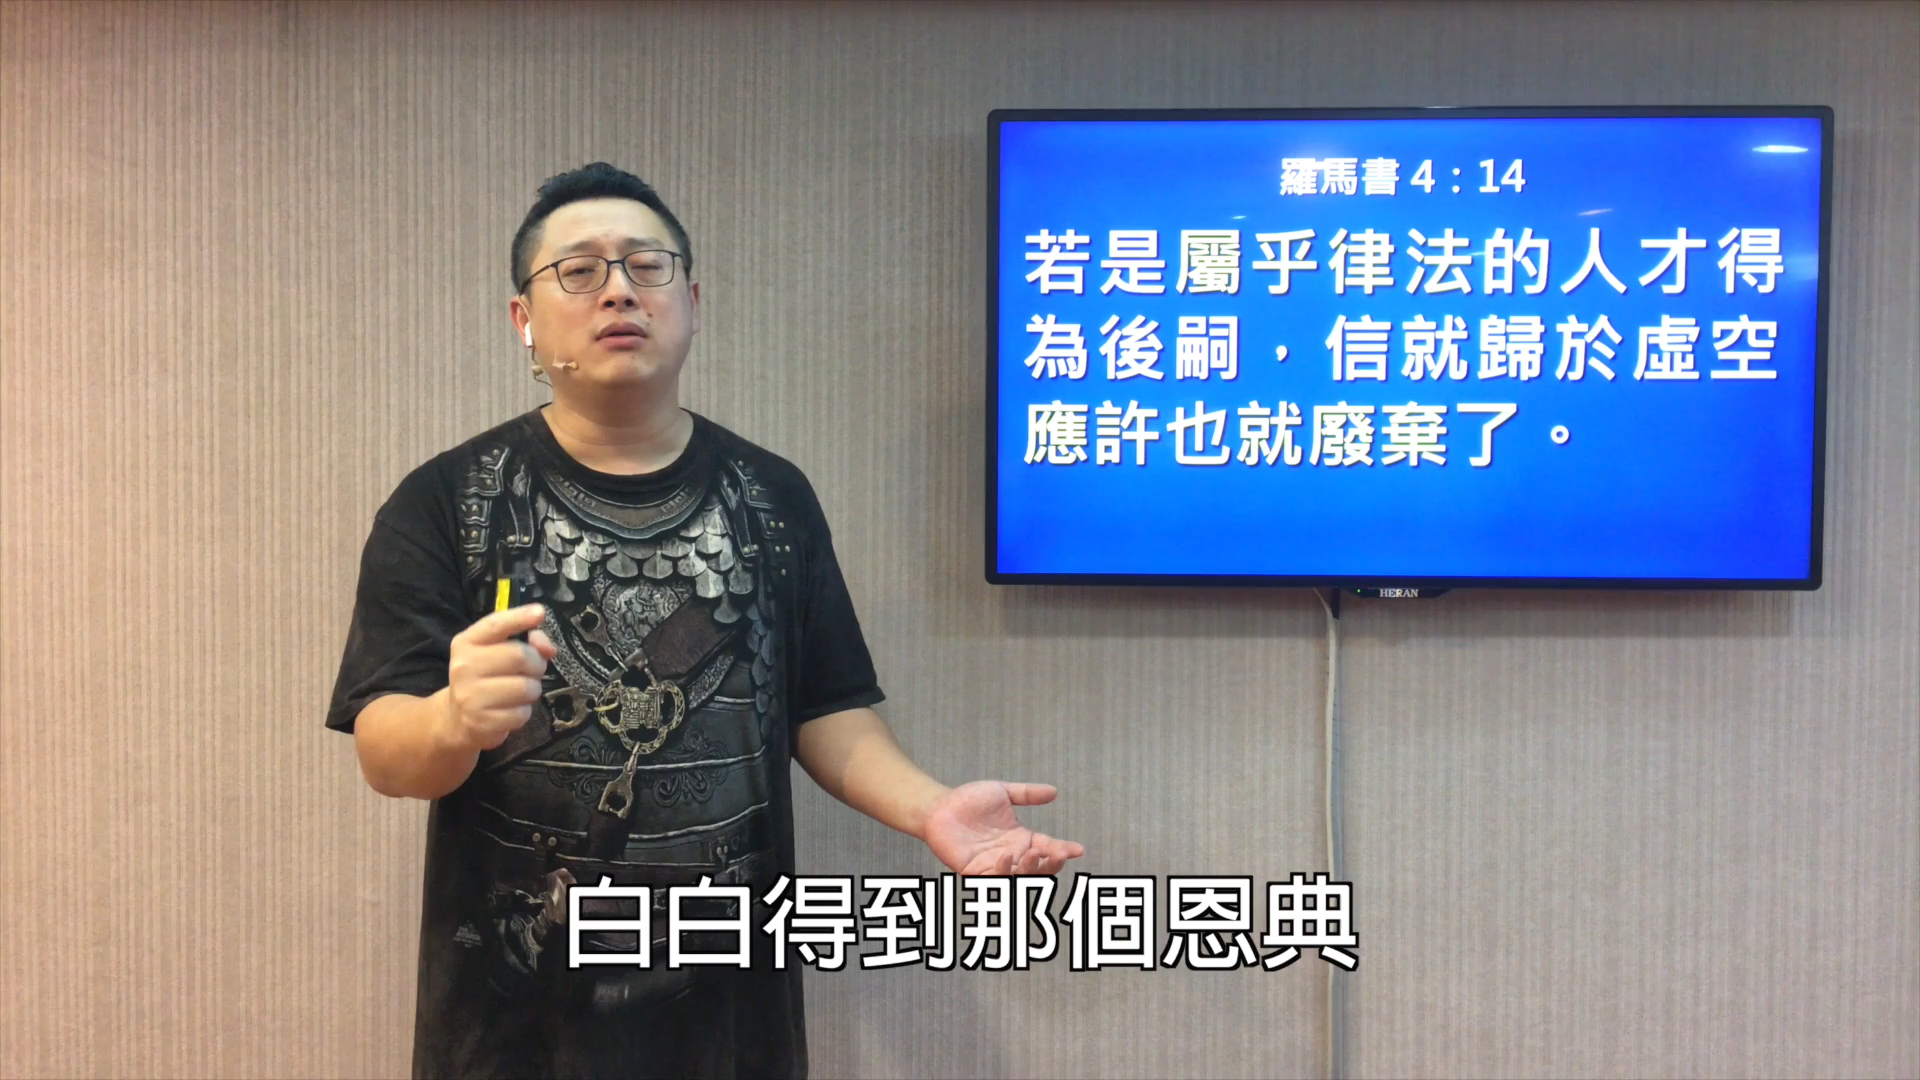 羅馬書 4：14
若是屬乎律法的人才得
為後嗣，信就歸於虛空
應許也就廢棄了。
HERAN
白白得到那個恩典